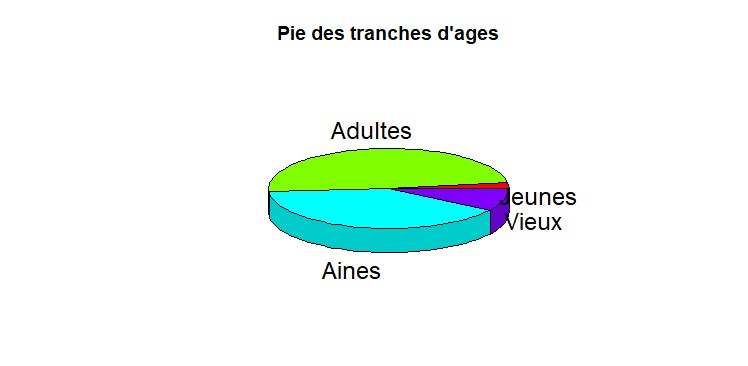 Pie des tranches d'ages
Adultes
Jeunes
Vieux
Aines